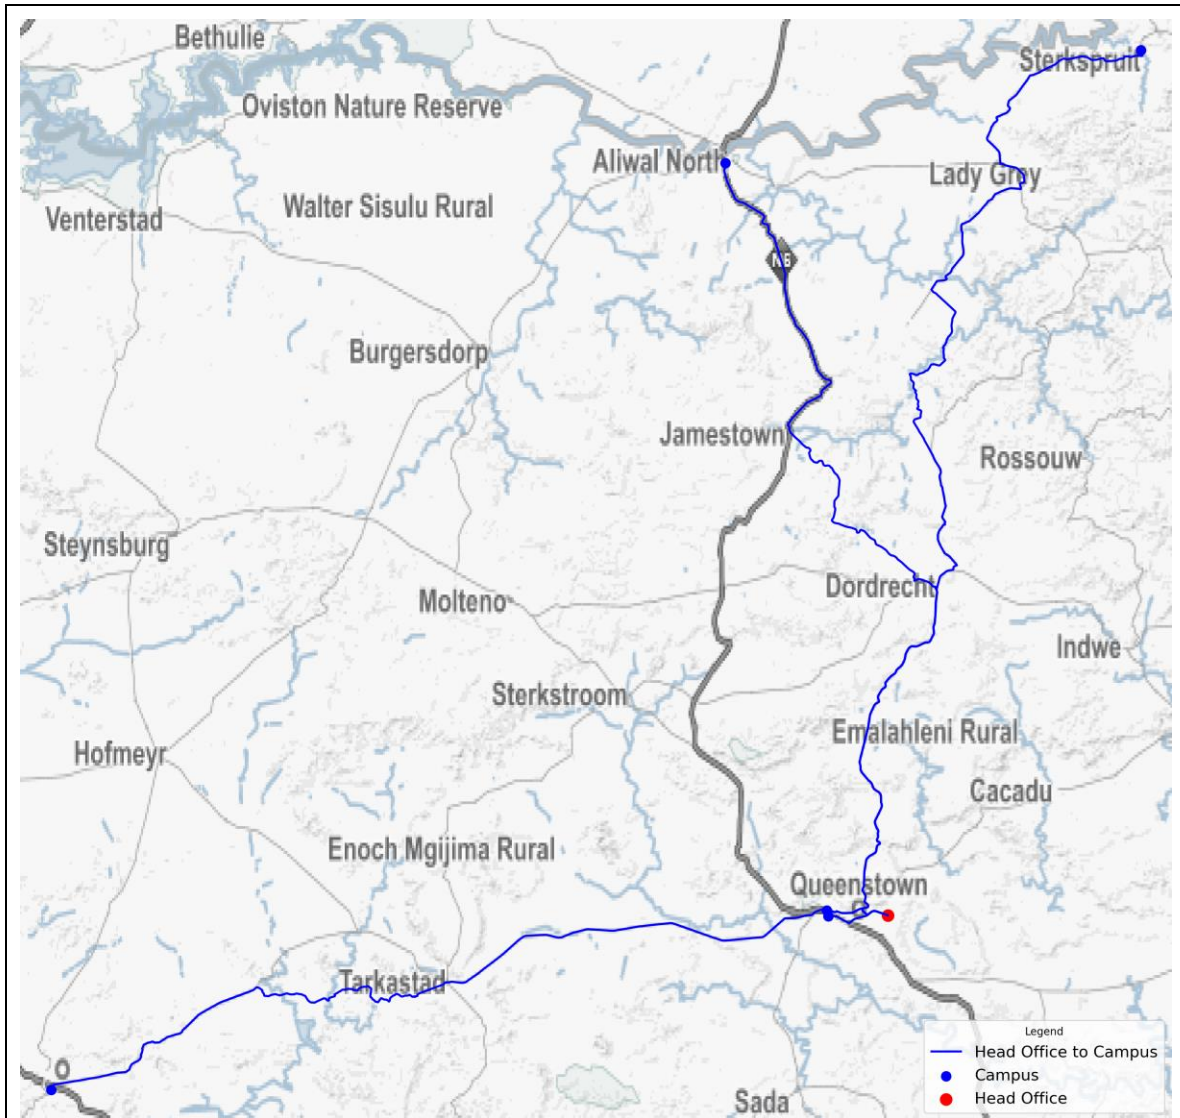 Bethulie
Sterkspruit
Oviston Nature Reserve
Aliwal North
Lady Grey
Walter Sisulu Rural
Venterstad
N6
Burgersdorp
Jamestown
Rossouw
Steynsburg
Dordrecht
Molteno
Indwe
Sterkstroom
Emalahleni Rural
Hofmeyr
Cacadu
Enoch Mgijima Rural
Queenstown
Tarkastad
Legend
Head Office to Campus
Campus
Head Office
Sada